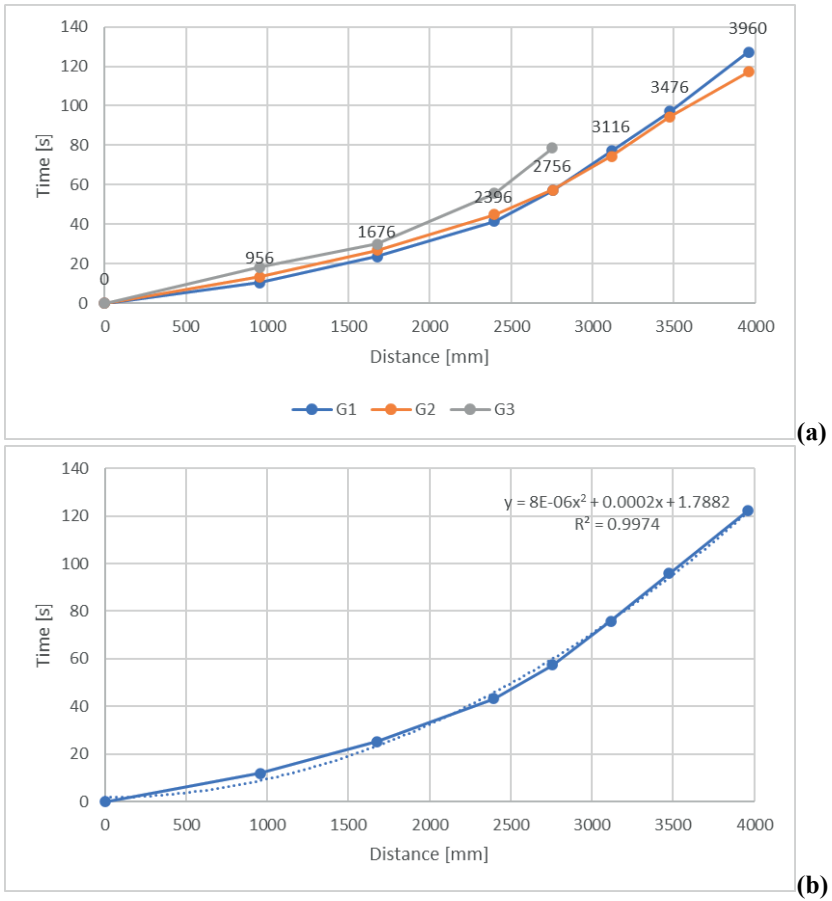 140
120
100
80
60
40
20
0
Time [s]
0
956
1676
2396
2756
3116
3476
3960
0 500 1000 1500 2000 2500 3000 3500 4000
Distance [mm]
G1 G2 G3
(a)
140
120
100
80
60
40
20
0
Time [s]
y = 8E-06x² + 0.0002x + 1.7882
R² = 0.9974
0 500 1000 1500 2000 2500 3000 3500 4000
Distance [mm]
(b)